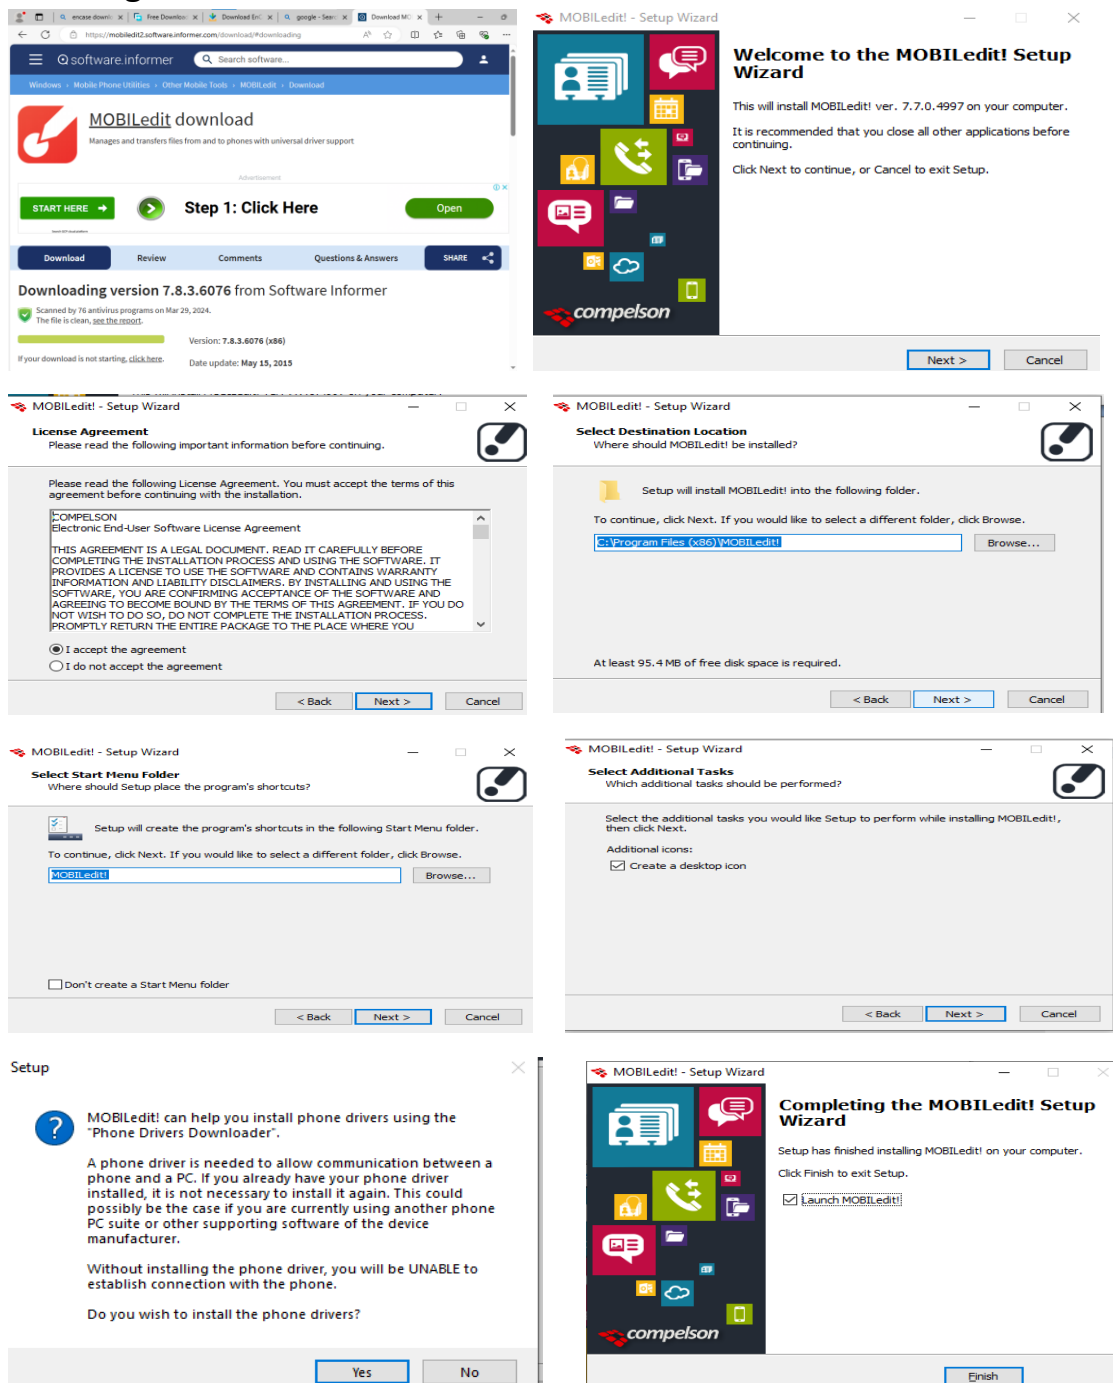 encase downlo
Free Downloa
Download EnC
google - Sear
Download MO
https://mobiledit2.software.informer.com/download/#downloading
software.informer
Search software...
Windows › Mobile Phone Utilities › Other Mobile Tools › MOBILedit › Download
MOBILedit download
Manages and transfers files from and to phones with universal driver support
Advertisement
START HERE
Step 1: Click Here
Open
Download
Review
Comments
Questions & Answers
SHARE
Downloading version 7.8.3.6076 from Software Informer
Scanned by 76 antivirus programs on Mar 29, 2024.
The file is clean, see the report.
Version: 7.8.3.6076 (x86)
If your download is not starting, click here.
Date update: May 15, 2015
MOBILedit! - Setup Wizard
Welcome to the MOBILedit! Setup
Wizard
This will install MOBILedit! ver. 7.7.0.4997 on your computer.
It is recommended that you close all other applications before
continuing.
Click Next to continue, or Cancel to exit Setup.
compelson
Next >
Cancel
MOBILedit! - Setup Wizard
License Agreement
Please read the following important information before continuing.
Please read the following License Agreement. You must accept the terms of this
agreement before continuing with the installation.
COMPELSON
Electronic End-User Software License Agreement
THIS AGREEMENT IS A LEGAL DOCUMENT. READ IT CAREFULLY BEFORE
COMPLETING THE INSTALLATION PROCESS AND USING THE SOFTWARE. IT
PROVIDES A LICENSE TO USE THE SOFTWARE AND CONTAINS WARRANTY
INFORMATION AND LIABILITY DISCLAIMERS. BY INSTALLING AND USING THE
SOFTWARE, YOU ARE CONFIRMING ACCEPTANCE OF THE SOFTWARE AND
AGREEING TO BECOME BOUND BY THE TERMS OF THIS AGREEMENT. IF YOU DO
NOT WISH TO DO SO, DO NOT COMPLETE THE INSTALLATION PROCESS.
PROMPTLY RETURN THE ENTIRE PACKAGE TO THE PLACE WHERE YOU
I accept the agreement
I do not accept the agreement
< Back
Next >
Cancel
MOBILedit! - Setup Wizard
Select Destination Location
Where should MOBILedit! be installed?
Setup will install MOBILedit! into the following folder.
To continue, click Next. If you would like to select a different folder, click Browse.
C:\Program Files (x86)\MOBILedit!
Browse...
At least 95.4 MB of free disk space is required.
< Back
Next >
Cancel
MOBILedit! - Setup Wizard
Select Start Menu Folder
Where should Setup place the program's shortcuts?
Setup will create the program's shortcuts in the following Start Menu folder.
To continue, click Next. If you would like to select a different folder, click Browse.
MOBILedit!
Browse...
Don't create a Start Menu folder
< Back
Next >
Cancel
MOBILedit! - Setup Wizard
Select Additional Tasks
Which additional tasks should be performed?
Select the additional tasks you would like Setup to perform while installing MOBILedit!,
then click Next.
Additional icons:
Create a desktop icon
< Back
Next >
Cancel
Setup
MOBILedit! can help you install phone drivers using the
"Phone Drivers Downloader".
A phone driver is needed to allow communication between a
phone and a PC. If you already have your phone driver
installed, it is not necessary to install it again. This could
possibly be the case if you are currently using another phone
PC suite or other supporting software of the device
manufacturer.
Without installing the phone driver, you will be UNABLE to
establish connection with the phone.
Do you wish to install the phone drivers?
Yes
No
MOBILedit! - Setup Wizard
Completing the MOBILedit! Setup
Wizard
Setup has finished installing MOBILedit! on your computer.
Click Finish to exit Setup.
Launch MOBILedit!
compelson
Finish